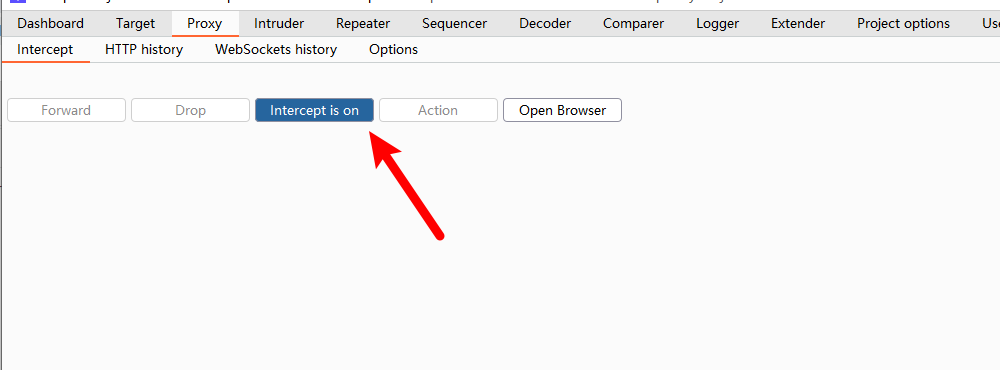 Dashboard Target Proxy Intruder Repeater Sequencer Decoder Comparer Logger Extender Project options Use
Intercept HTTP history WebSockets history Options
Forward Drop Intercept is on Action Open Browser